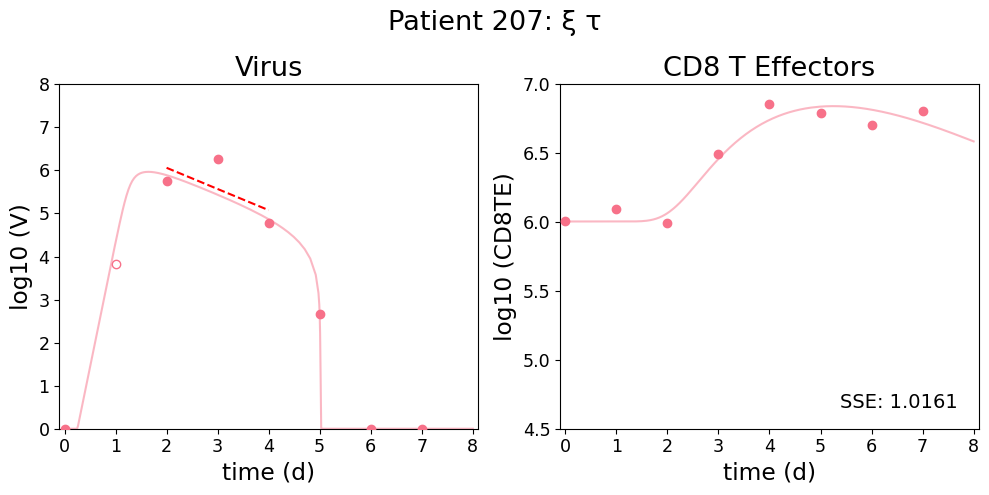 Patient 207: ξ τ
Virus
CD8 T Effectors
log10 (V)
8
7
6
5
4
3
2
1
0
0 1 2 3 4 5 6 7 8
time (d)
log10 (CD8TE)
7.0
6.5
6.0
5.5
5.0
4.5
SSE: 1.0161
0 1 2 3 4 5 6 7 8
time (d)